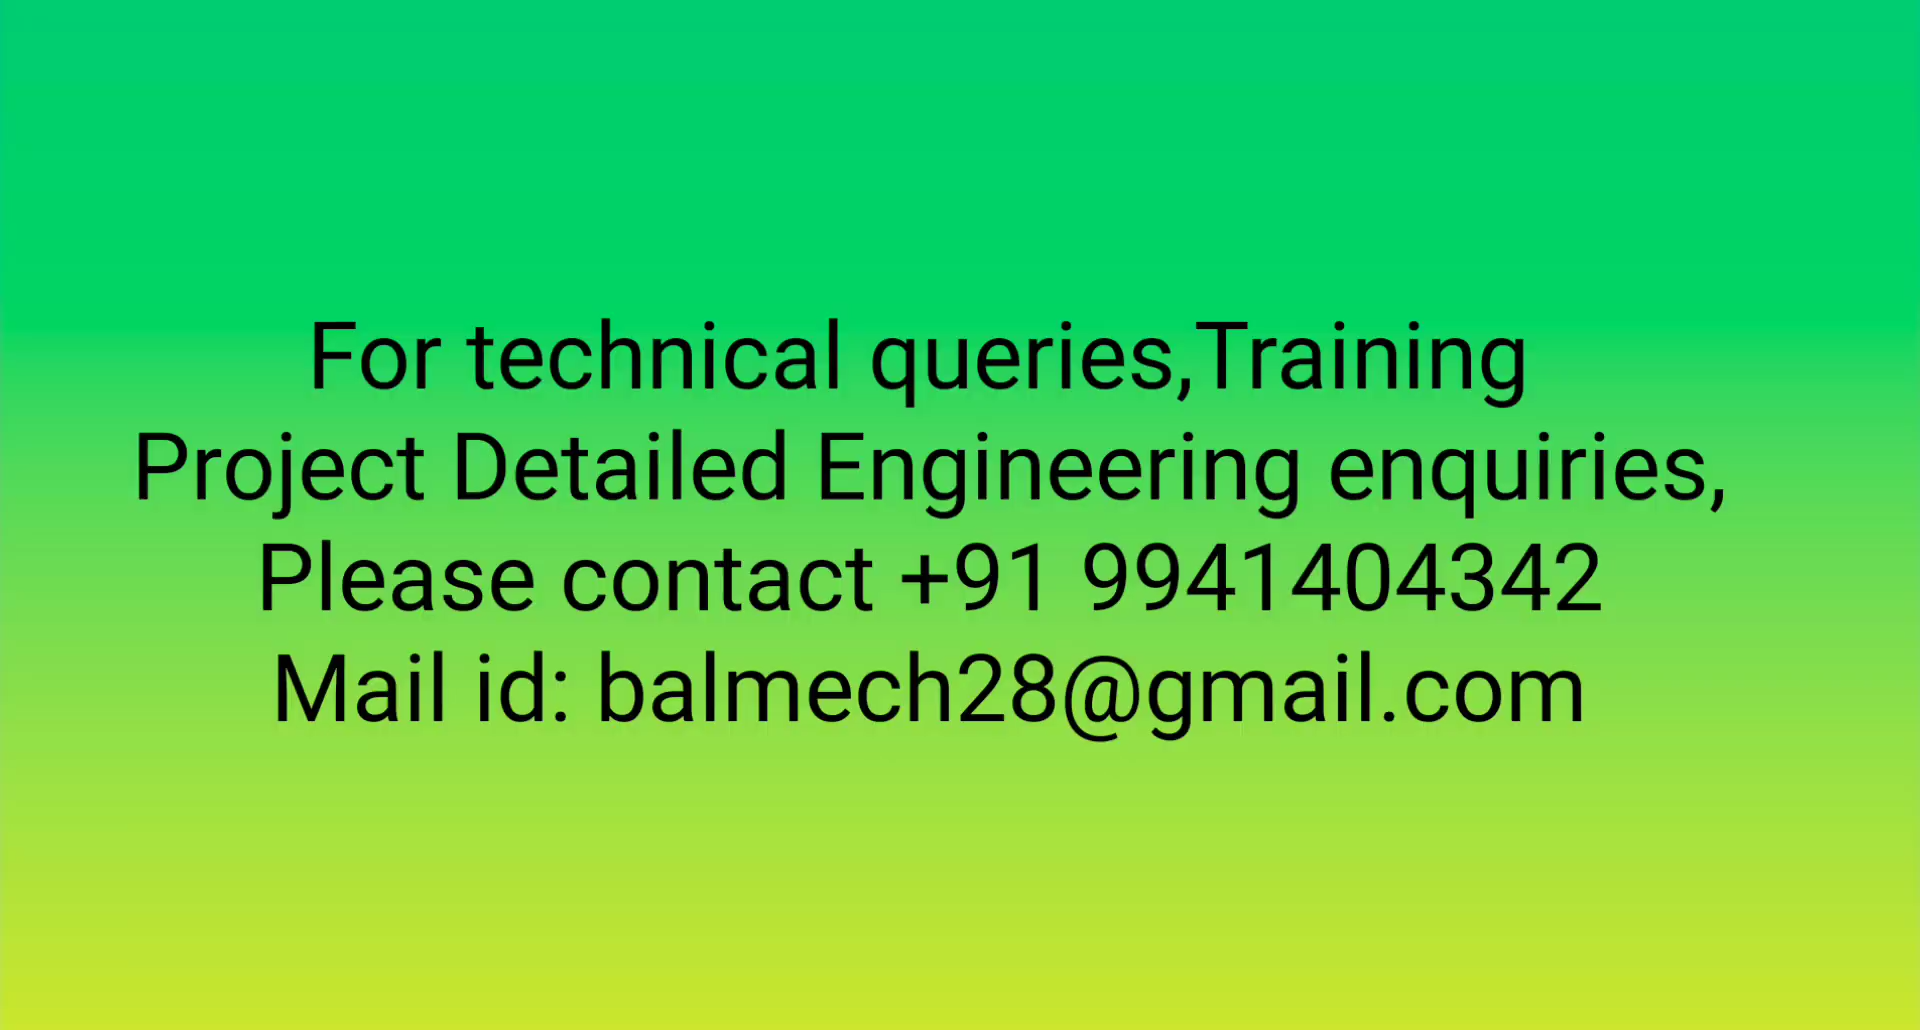 For technical queries,Training
Project Detailed Engineering enquiries,
Please contact +91 9941404342
Mail id: balmech28@gmail.com